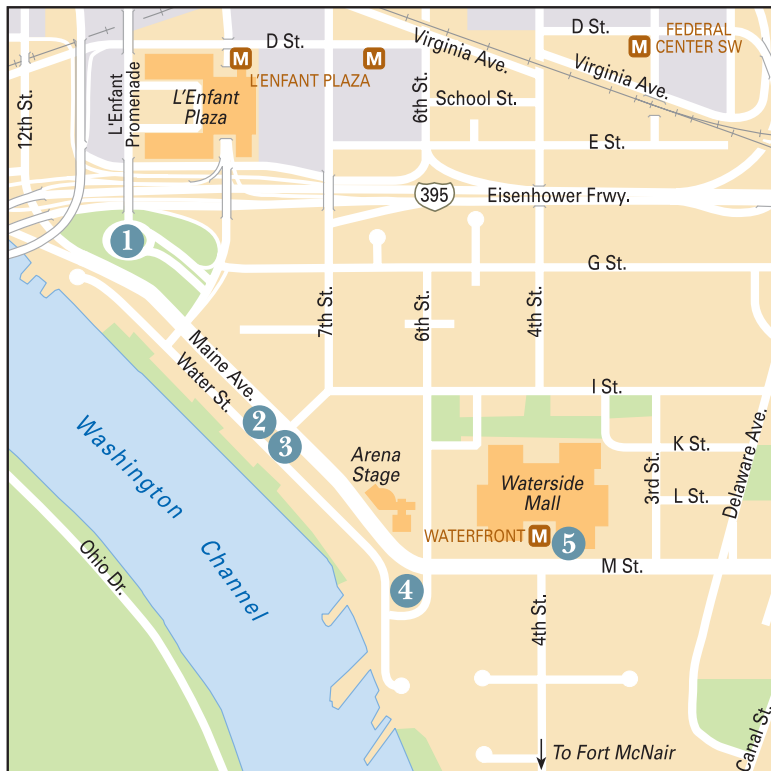 D St.
Virginia Ave.
D St.
FEDERAL
CENTER SW
M
M
M
L'ENFANT PLAZA
Virginia Ave.
12th St.
L'Enfant
Promenade
L'Enfant
Plaza
6th St.
School St.
E St.
395
Eisenhower Frwy.
1
G St.
7th St.
6th St.
4th St.
Maine Ave.
Water St.
I St.
2
3
Arena
Stage
Waterside
Mall
K St.
3rd St.
L St.
Delaware Ave.
Washington
Channel
WATERFRONT
M
5
M St.
Ohio Dr.
4
4th St.
To Fort McNair
Canal St.